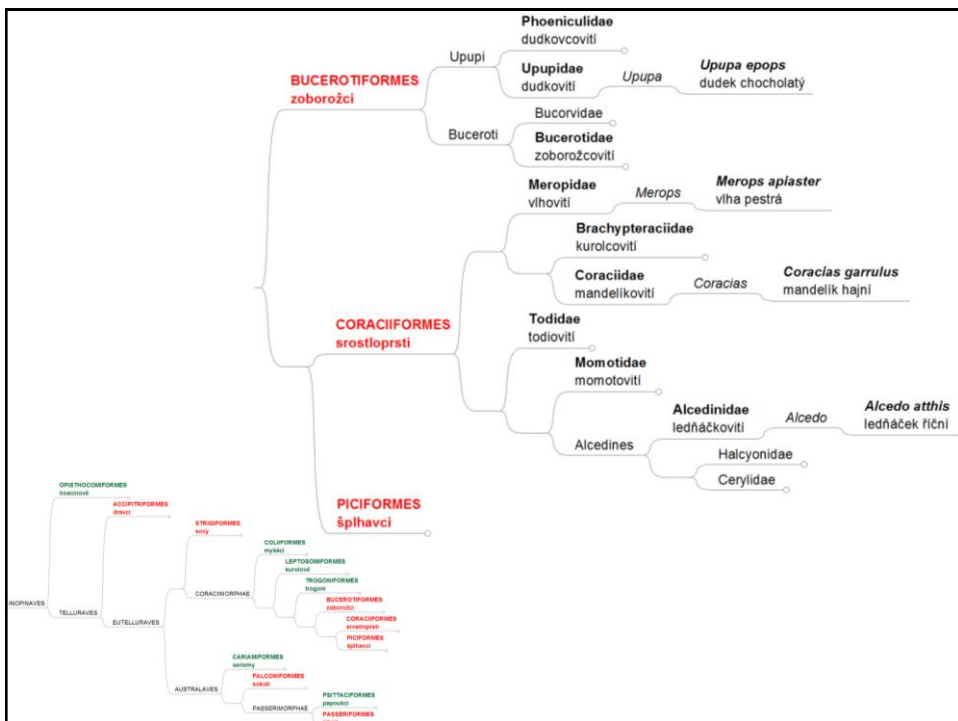 Phoeniculidae
dudkovcovití
Upupi
Upupidae
dudkovití
Upupa
Upupa epops
dudek chocholatý
BUCEROTIFORMES
zoborožci
Bucorvidae
Buceroti
Bucerotidae
zoborožcovití
Meropidae
vlhovití
Merops
Merops apiaster
vlha pestrá
Brachypteraciidae
kurolcovití
Coraciidae
mandelíkovití
Coracias
Coracias garrulus
mandelík hajní
CORACIIFORMES
srostloprstí
Todidae
todiovití
Momotidae
momotovití
Alcedinidae
ledňáčkovití
Alcedo
Alcedo atthis
ledňáček říční
Alcedines
Halcyonidae
Cerylidae
PICIFORMES
šplhavci
OPISTHOCOMIFORMES
hoacinové
ACCIPITRIFORMES
dravci
STRIGIFORMES
sovy
COLIIFORMES
myšáci
LEPTOSOMIFORMES
kurolové
TROGONIFORMES
trogoni
CORACIMORPHAE
BUCEROTIFORMES
zoborožci
CORACIIFORMES
srostloprstí
PICIFORMES
šplhavci
INOPINAVES
TELLURAVES
EUTELLURAVES
CARIAMIFORMES
seriemy
FALCONIFORMES
sokoli
AUSTRALAVES
PSITTACIFORMES
papoušci
PASSERIMORPHAE
PASSERIFORMES